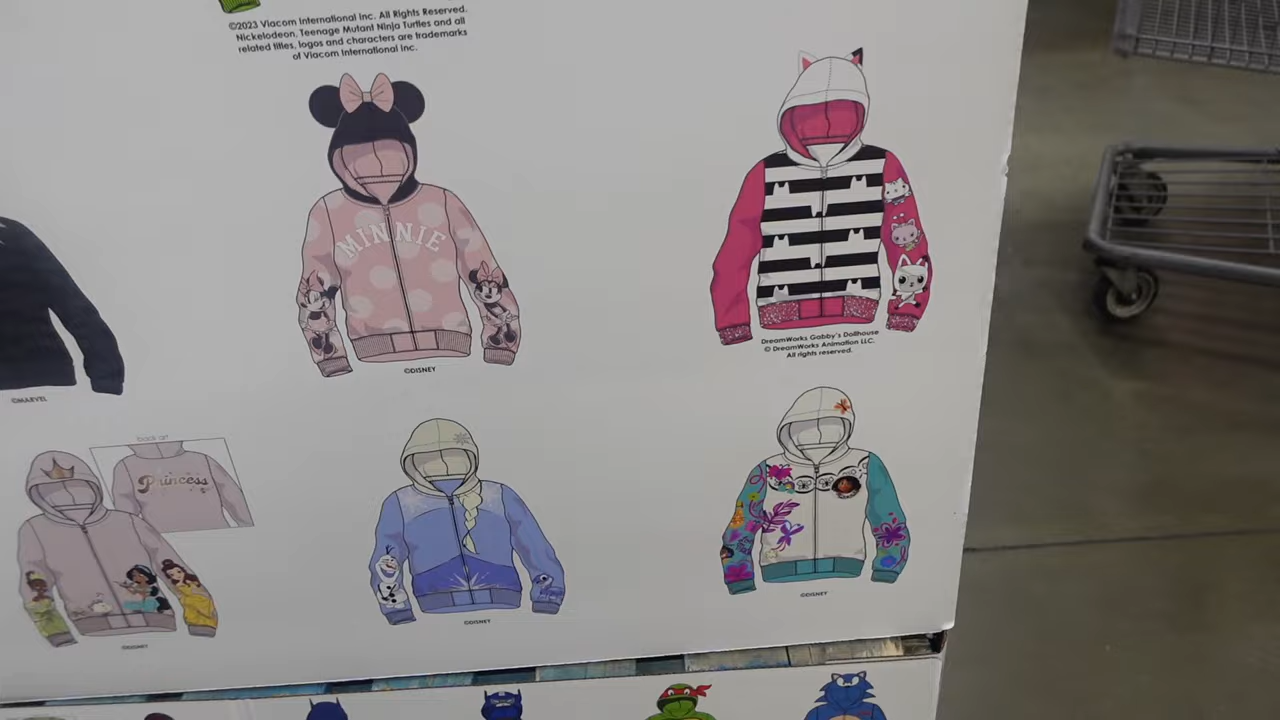 ©2023 Viacom International Inc. All Rights Reserved.
Nickelodeon, Teenage Mutant Ninja Turtles and all
related titles, logos and characters are trademarks
of Viacom International Inc.
MINNIE
©DISNEY
DreamWorks Gabby's Dollhouse
© DreamWorks Animation LLC.
All rights reserved.
©MARVEL
back art
Princess
©DISNEY
©DISNEY
©DISNEY